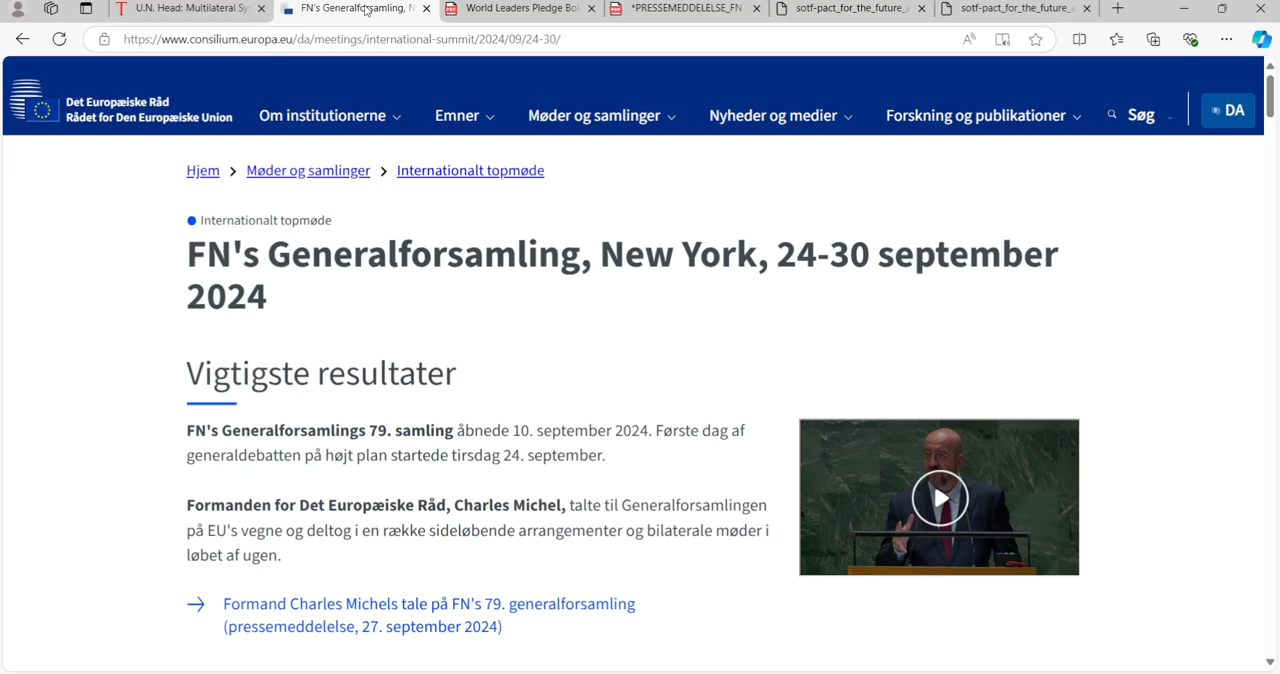 U.N. Head: Multilateral Sy
FN's Generalforsamling, N
World Leaders Pledge Bol
*PRESSEMEDDELELSE_FN
sotf-pact_for_the_future_a
sotf-pact_for_the_future_a
https://www.consilium.europa.eu/da/meetings/international-summit/2024/09/24-30/
Det Europæiske Råd
Rådet for Den Europæiske Union
Om institutionerne
Emner
Møder og samlinger
Nyheder og medier
Forskning og publikationer
Søg
DA
Hjem > Møder og samlinger > Internationalt topmøde
Internationalt topmøde
FN's Generalforsamling, New York, 24-30 september
2024
Vigtigste resultater
FN's Generalforsamlings 79. samling åbnede 10. september 2024. Første dag af
generaldebatten på højt plan startede tirsdag 24. september.
Formanden for Det Europæiske Råd, Charles Michel, talte til Generalforsamlingen
på EU's vegne og deltog i en række sideløbende arrangementer og bilaterale møder i
løbet af ugen.
Formand Charles Michels tale på FN's 79. generalforsamling
(pressemeddelelse, 27. september 2024)